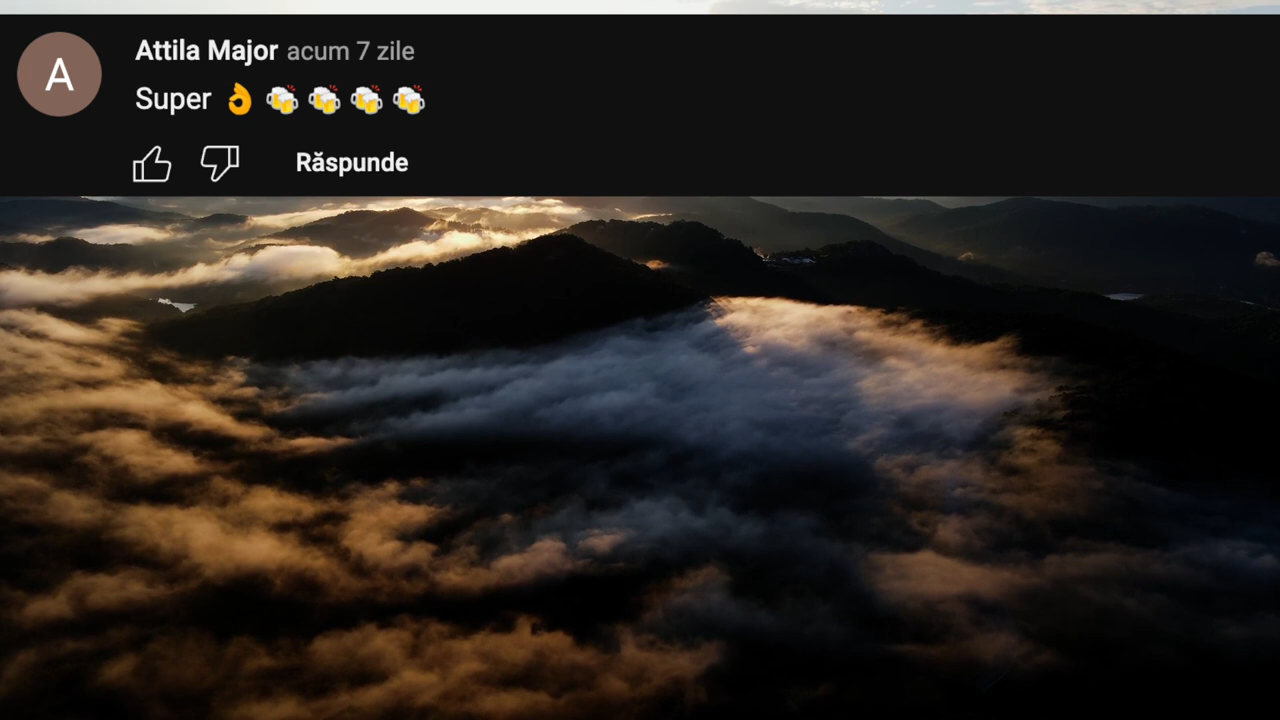 A
Attila Major acum 7 zile
Super 👌 🍻 🍻 🍻 🍻
Răspunde